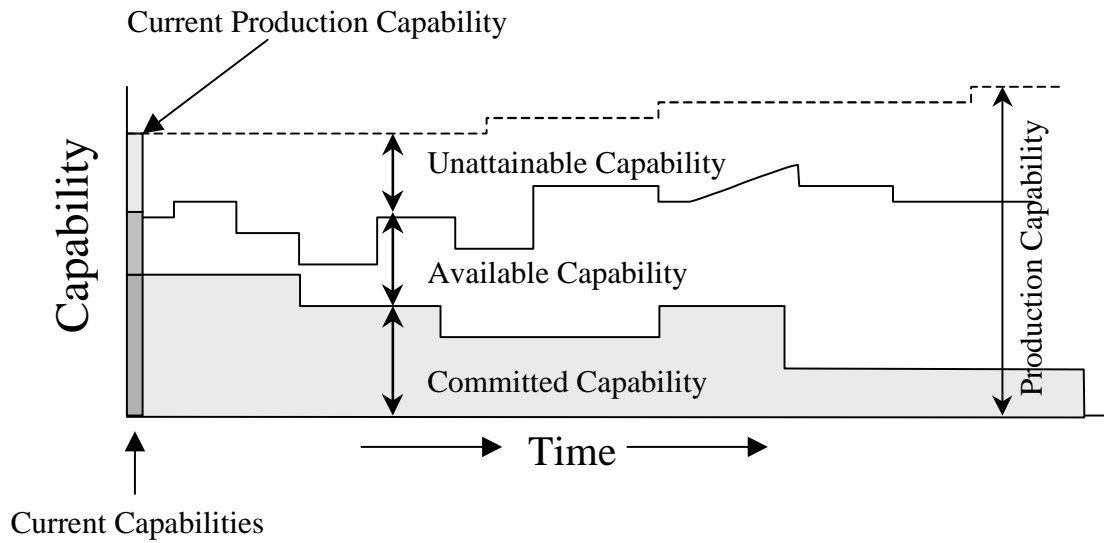 Current Production Capability
Capability
Unattainable Capability
Available Capability
Committed Capability
Production Capability
Time
Current Capabilities